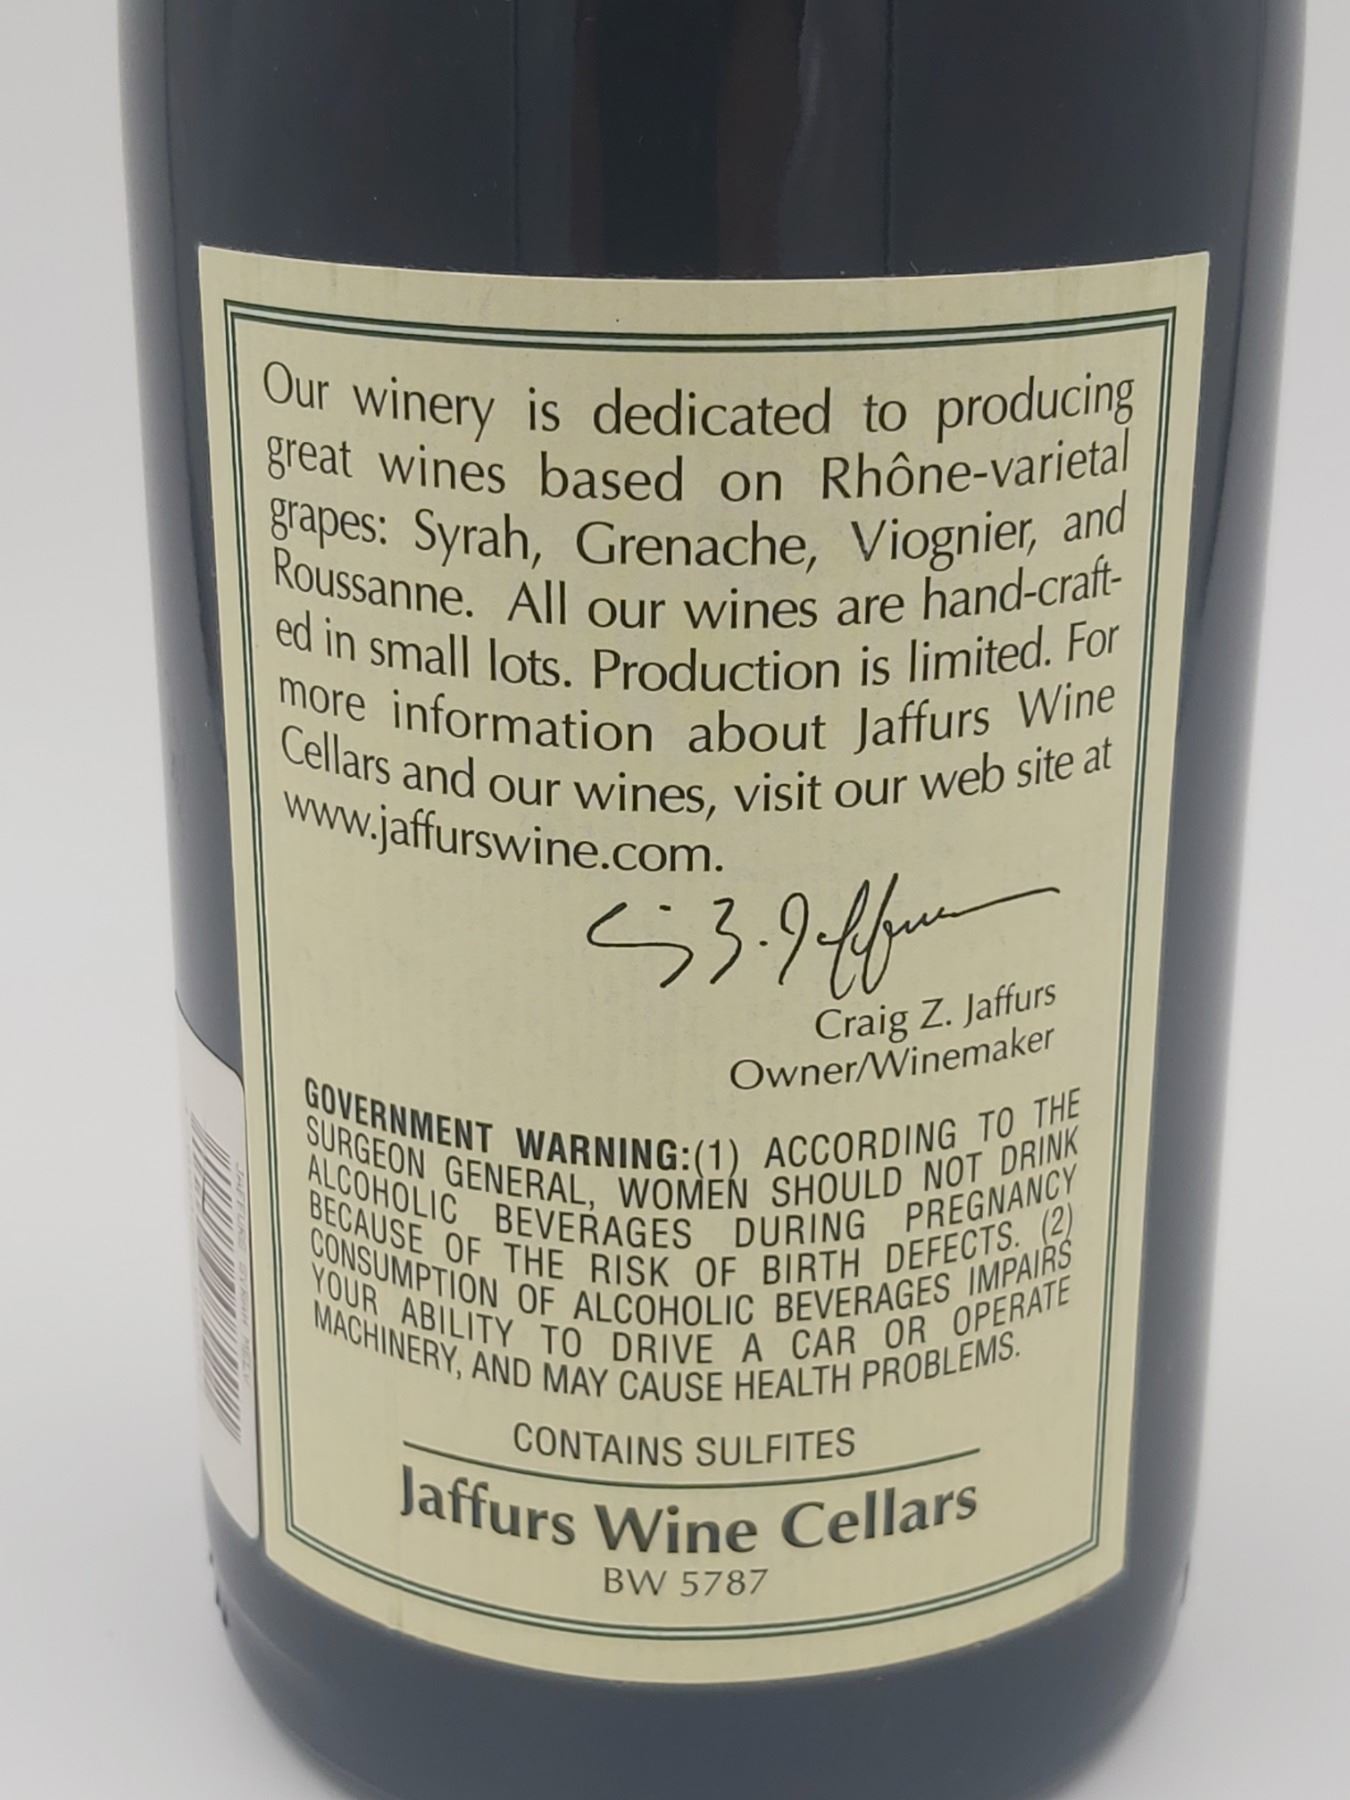 Our winery is dedicated to producing
great wines based on Rhône-varietal
grapes: Syrah, Grenache, Viognier, and
Roussanne. All our wines are hand-craft-
ed in small lots. Production is limited. For
more information about Jaffurs Wine
Cellars and our wines, visit our web site at
www.jaffurswine.com.
Craig Z. Jaffurs
Craig Z. Jaffurs
Owner/Winemaker
GOVERNMENT WARNING:(1) ACCORDING TO THE
SURGEON GENERAL, WOMEN SHOULD NOT DRINK
ALCOHOLIC BEVERAGES DURING PREGNANCY
BECAUSE OF THE RISK OF BIRTH DEFECTS. (2)
CONSUMPTION OF ALCOHOLIC BEVERAGES IMPAIRS
YOUR ABILITY TO DRIVE A CAR OR OPERATE
MACHINERY, AND MAY CAUSE HEALTH PROBLEMS.
CONTAINS SULFITES
Jaffurs Wine Cellars
BW 5787